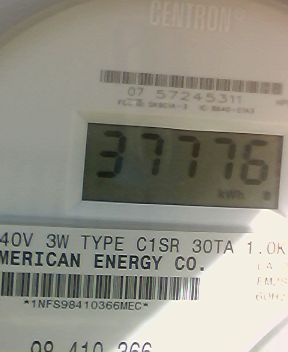 CENTRON
07 57245311
37776
kWh
40V 3W TYPE C1SR 30TA 1.0K
MERICAN ENERGY CO.
*1NFS98410366MEC*
98 410 366